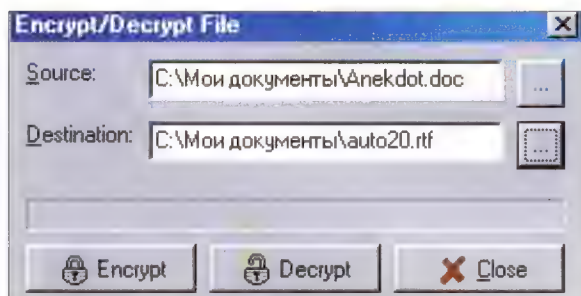 Encrypt/Decrypt File
Source: C:\Мои документы\Anekdot.doc ...
Destination: C:\Мои документы\auto20.rtf ...
Encrypt Decrypt Close